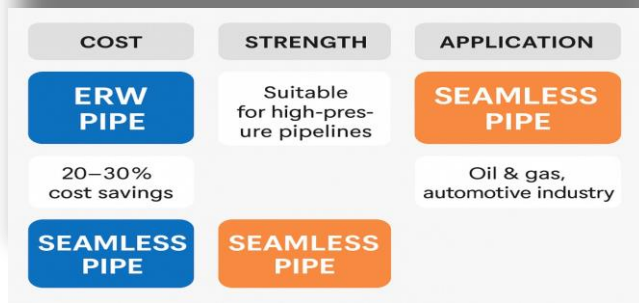 COST STRENGTH APPLICATION
ERW
PIPE
Suitable
for high-pres-
ure pipelines
SEAMLESS
PIPE
20–30%
cost savings
Oil & gas,
automotive industry
SEAMLESS
PIPE
SEAMLESS
PIPE